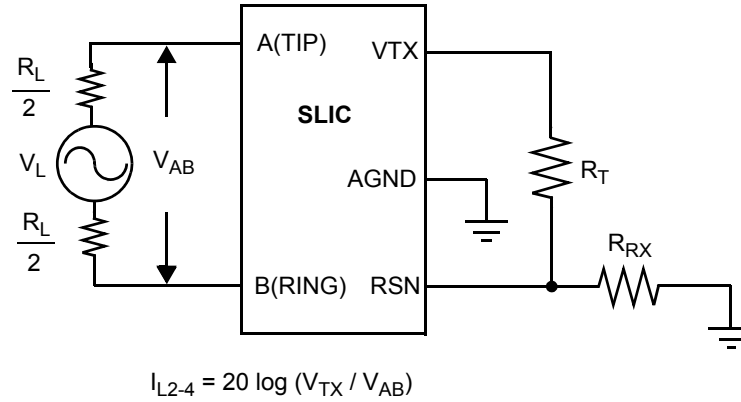 A(TIP)
VTX
R_L
2
SLIC
V_L
V_AB
AGND
R_T
R_L
2
R_RX
B(RING)
RSN
I_L2-4 = 20 log (V_TX / V_AB)